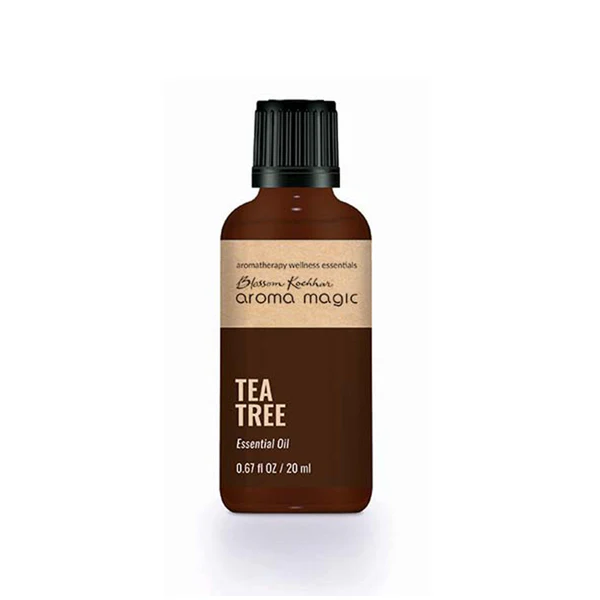 aromatherapy wellness essentials
Blossom Kochhar
aroma magic
TEA
TREE
Essential Oil
0.67 fl OZ / 20 ml